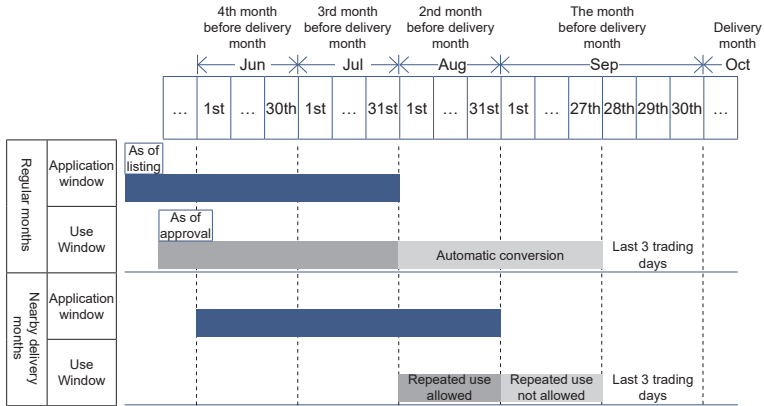 4th month
before delivery
month
3rd month
before delivery
month
2nd month
before delivery
month
The month
before delivery
month
Delivery
month
Jun
Jul
Aug
Sep
Oct
… 1st … 30th 1st … 31st 1st … 31st 1st … 27th 28th 29th 30th …
Regular months
Application
window
As of
listing
Use
Window
As of
approval
Automatic conversion
Last 3 trading
days
Nearby delivery
months
Application
window
Use
Window
Repeated use
allowed
Repeated use
not allowed
Last 3 trading
days